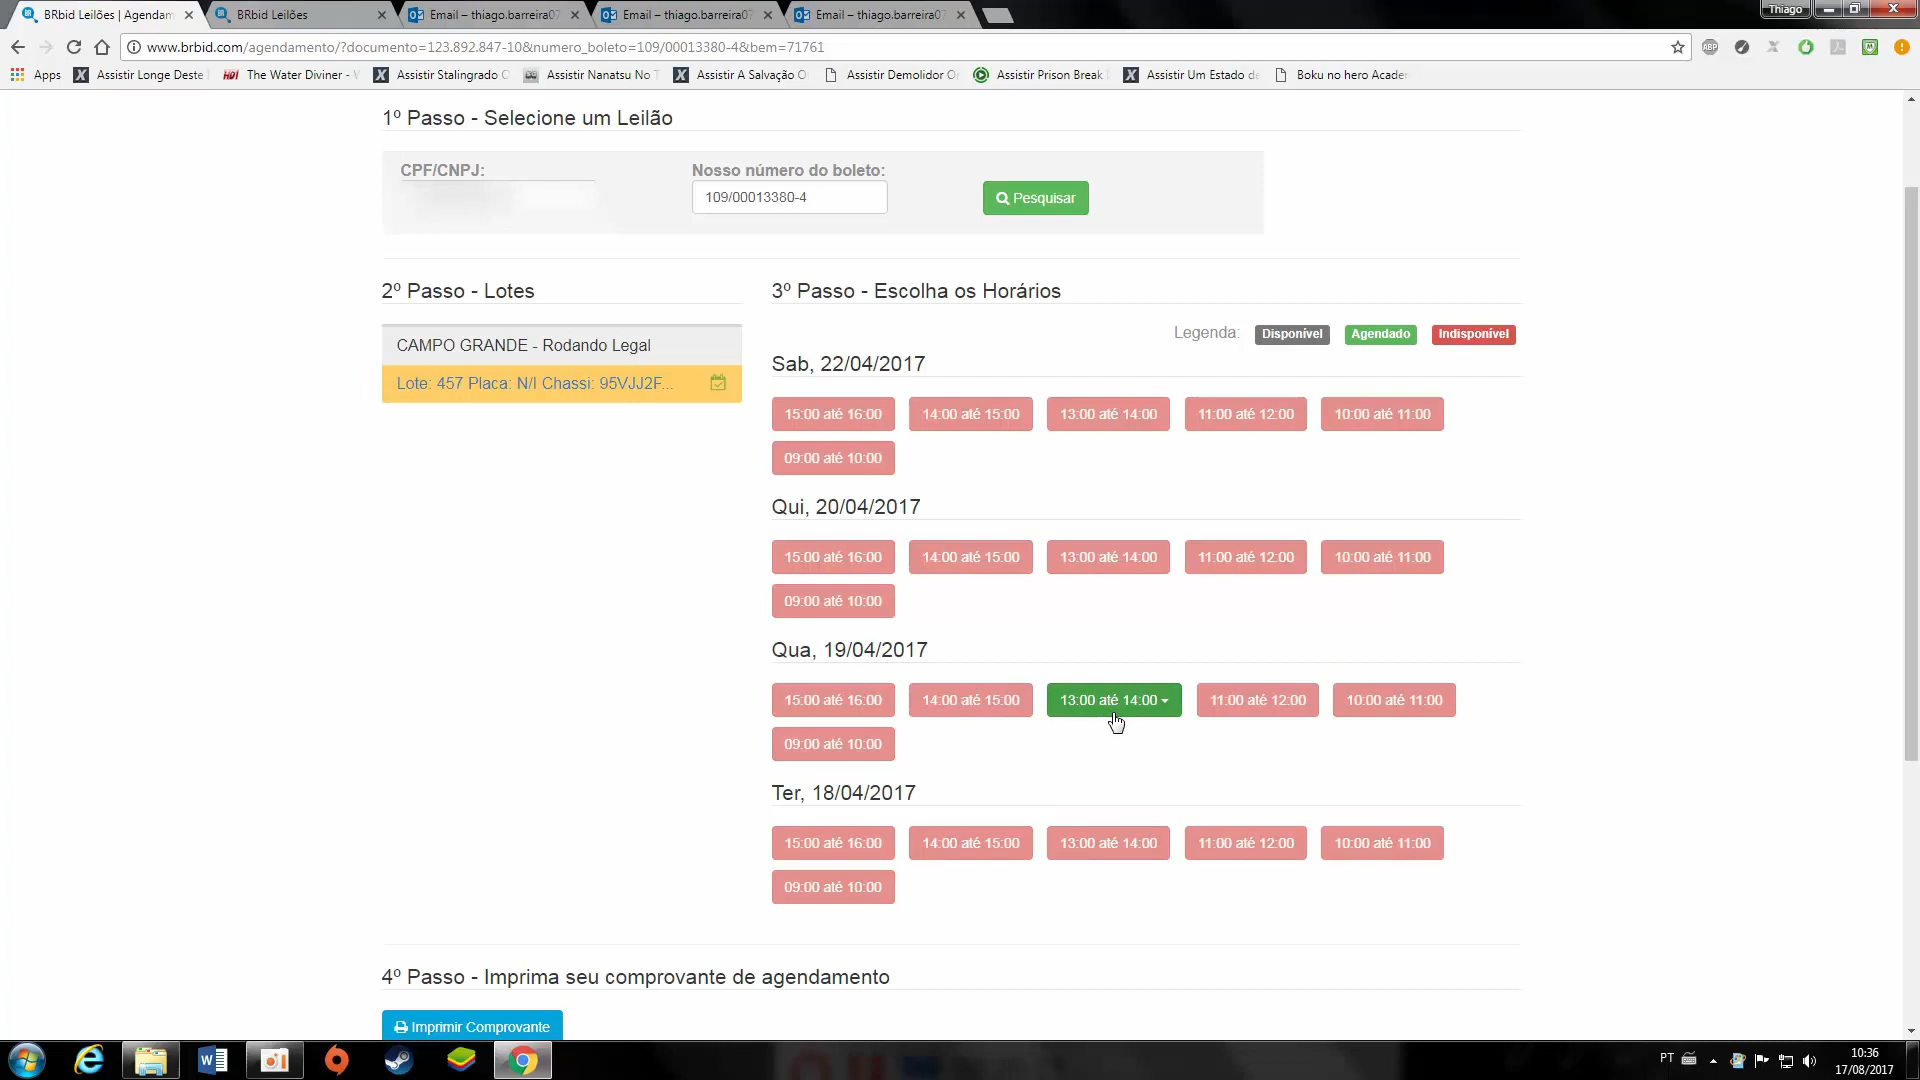 BRbid Leilões | Agendam
BRbid Leilões
Email – thiago.barreira07
Email – thiago.barreira07
Email – thiago.barreira07
Thiago
www.brbid.com/agendamento/?documento=123.892.847-10&numero_boleto=109/00013380-4&bem=71761
ABP
Apps
Assistir Longe Deste
HD!
The Water Diviner -
Assistir Stalingrado
Assistir Nanatsu No T
Assistir A Salvação
Assistir Demolidor
Assistir Prison Break
Assistir Um Estado de
Boku no hero Acade
1º Passo - Selecione um Leilão
CPF/CNPJ:
Nosso número do boleto:
109/00013380-4
Pesquisar
2º Passo - Lotes
CAMPO GRANDE - Rodando Legal
Lote: 457 Placa: N/I Chassi: 95VJJ2F...
3º Passo - Escolha os Horários
Legenda: Disponível Agendado Indisponível
Sab, 22/04/2017
15:00 até 16:00 14:00 até 15:00 13:00 até 14:00 11:00 até 12:00 10:00 até 11:00
09:00 até 10:00
Qui, 20/04/2017
15:00 até 16:00 14:00 até 15:00 13:00 até 14:00 11:00 até 12:00 10:00 até 11:00
09:00 até 10:00
Qua, 19/04/2017
15:00 até 16:00 14:00 até 15:00 13:00 até 14:00 11:00 até 12:00 10:00 até 11:00
09:00 até 10:00
Ter, 18/04/2017
15:00 até 16:00 14:00 até 15:00 13:00 até 14:00 11:00 até 12:00 10:00 até 11:00
09:00 até 10:00
4º Passo - Imprima seu comprovante de agendamento
Imprimir Comprovante
PT
10:36
17/08/2017